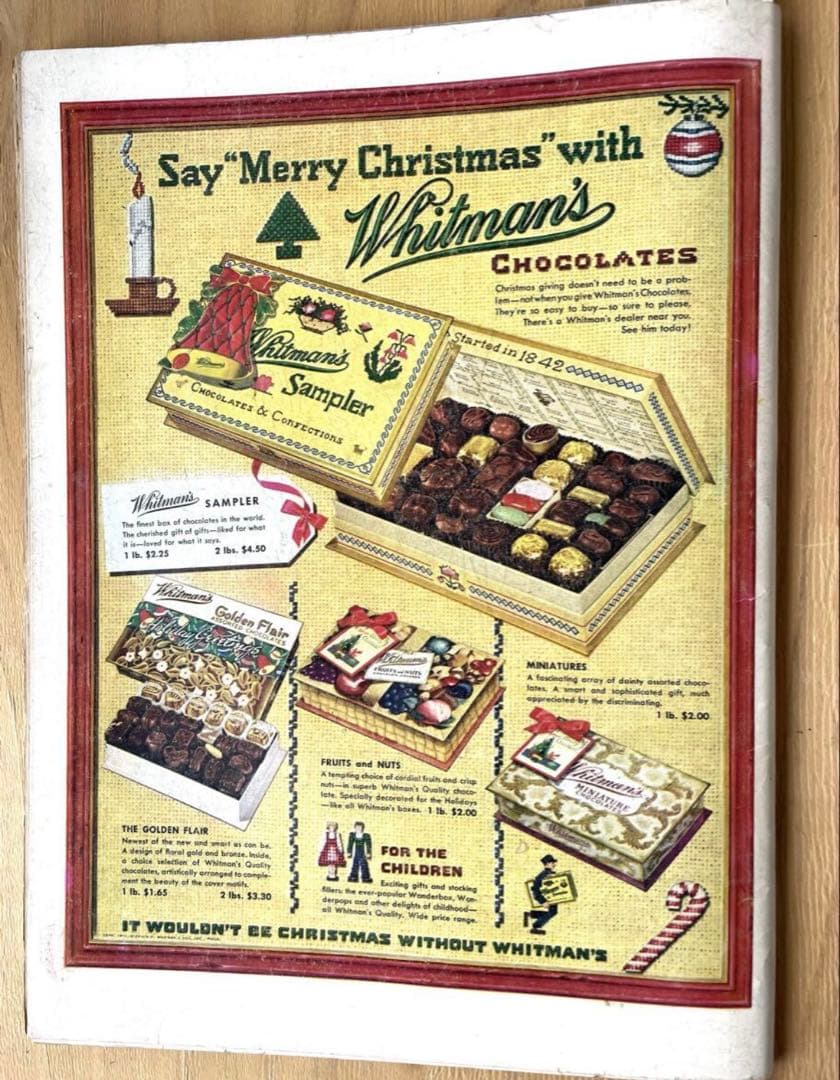 Say "Merry Christmas" with
Whitman's
CHOCOLATES
Christmas giving doesn't need to be a prob-
lem—not when you give Whitman's Chocolates.
They're so easy to buy—so sure to please.
There's a Whitman's dealer near you.
See him today!
Started in 1842
Whitman's
Sampler
CHOCOLATES & CONFECTIONS
Whitman's SAMPLER
The finest box of chocolates in the world.
The cherished gift of gifts—liked for what
it is—loved for what it says.
1 lb. $2.25 2 lbs. $4.50
Whitman's
Golden Flair
ASSORTED CHOCOLATES
Holiday Greetings
THE GOLDEN FLAIR
Newest of the new and smart as can be.
A design of floral gold and bronze. Inside,
a choice selection of Whitman's Quality
chocolates, artistically arranged to comple-
ment the beauty of the cover motifs.
1 lb. $1.65 2 lbs. $3.30
Whitman's
FRUITS and NUTS
FRUITS and NUTS
A tempting choice of cordial fruits and crisp
nuts—in superb Whitman's Quality choco-
late. Specially decorated for the Holidays
—like all Whitman's boxes. 1 lb. $2.00
FOR THE
CHILDREN
Exciting gifts and stocking
fillers: the ever-popular Wonderbox, Won-
derpops and other delights of childhood—
all Whitman's Quality. Wide price range.
MINIATURES
A fascinating array of dainty assorted choco-
lates. A smart and sophisticated gift, much
appreciated by the discriminating.
1 lb. $2.00
Whitman's
MINIATURE
CHOCOLATES
IT WOULDN'T BE CHRISTMAS WITHOUT WHITMAN'S